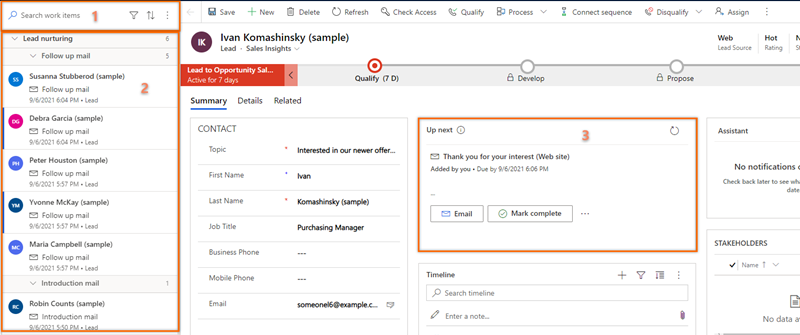 Search work items
1
Lead nurturing 6
Follow up mail 5
2
SS Susanna Stubberod (sample)
Follow up mail
9/6/2021 6:04 PM • Lead
DG Debra Garcia (sample)
Follow up mail
9/6/2021 6:04 PM • Lead
PH Peter Houston (sample)
Follow up mail
9/6/2021 5:57 PM • Lead
YM Yvonne McKay (sample)
Follow up mail
9/6/2021 5:57 PM • Lead
MC Maria Campbell (sample)
Follow up mail
9/6/2021 5:57 PM • Lead
Introduction mail 1
RC Robin Counts (sample)
Introduction mail
9/6/2021 5:50 PM • Lead
Save New Delete Refresh Check Access Qualify Process Connect sequence Disqualify Assign
IK Ivan Komashinsky (sample)
Lead · Sales Insights
Web
Lead Source
Hot
Rating
Lead to Opportunity Sal...
Active for 7 days
Qualify (7 D)
Develop
Propose
Summary Details Related
CONTACT
Topic * Interested in our newer offer...
First Name * Ivan
Last Name * Komashinsky (sample)
Job Title Purchasing Manager
Business Phone ---
Mobile Phone ---
Email someone16@example.c...
Up next
3
Thank you for your interest (Web site)
Added by you • Due by 9/6/2021 6:06 PM
...
Email Mark complete
Timeline
Search timeline
Enter a note...
Assistant
No notifications o
Check back later to see wha
date.
STAKEHOLDERS
Name
No data av